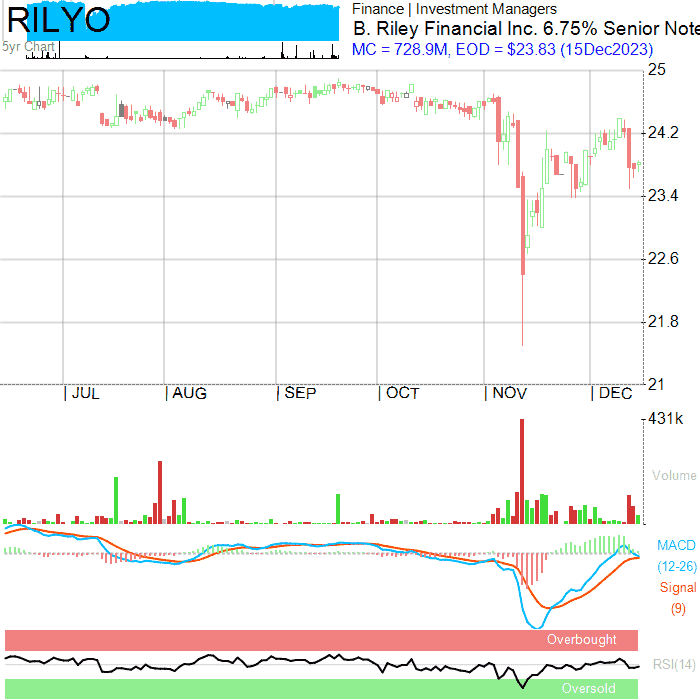 RILYO
5yr Chart
Finance | Investment Managers
B. Riley Financial Inc. 6.75% Senior Note
MC = 728.9M, EOD = $23.83 (15Dec2023)
25
24.2
23.4
22.6
21.8
21
| JUL | AUG | SEP | OCT | NOV | DEC
431k
Volume
MACD
(12-26)
Signal
(9)
Overbought
RSI(14)
Oversold